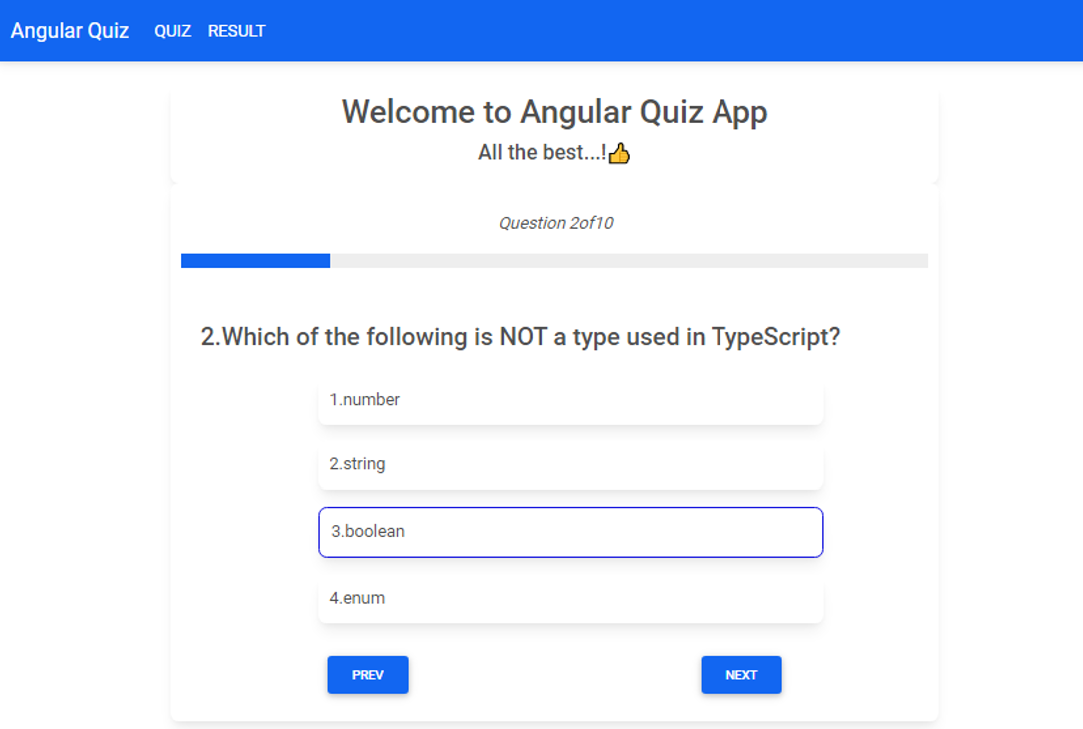 Angular Quiz QUIZ RESULT
Welcome to Angular Quiz App
All the best...!👍
Question 2of10
2.Which of the following is NOT a type used in TypeScript?
1.number
2.string
3.boolean
4.enum
PREV NEXT